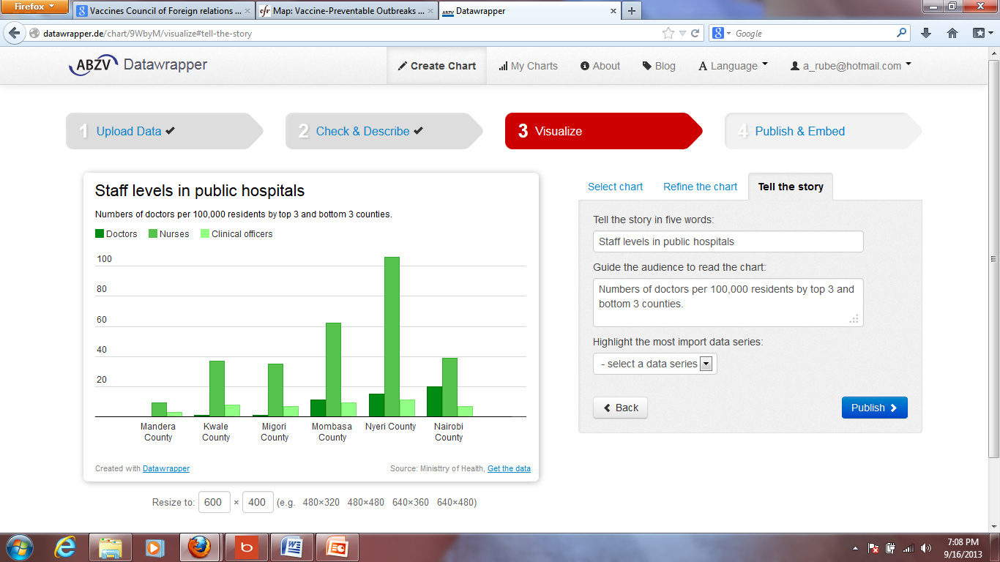 Firefox
Vaccines Council of Foreign relations ...
cfr Map: Vaccine-Preventable Outbreaks ...
ABZV Datawrapper
datawrapper.de/chart/9WbyM/visualize#tell-the-story
Google
ABZV Datawrapper
Create Chart
My Charts
About
Blog
Language
a_rube@hotmail.com
1 Upload Data
2 Check & Describe
3 Visualize
4 Publish & Embed
Staff levels in public hospitals
Numbers of doctors per 100,000 residents by top 3 and bottom 3 counties.
Doctors Nurses Clinical officers
100
80
60
40
20
Mandera County
Kwale County
Migori County
Mombasa County
Nyeri County
Nairobi County
Created with Datawrapper
Source: Ministtry of Health, Get the data
Resize to: 600 × 400 (e.g. 480×320 480×480 640×360 640×480)
Select chart
Refine the chart
Tell the story
Tell the story in five words:
Staff levels in public hospitals
Guide the audience to read the chart:
Numbers of doctors per 100,000 residents by top 3 and
bottom 3 counties.
Highlight the most import data series:
- select a data series
Back
Publish
7:08 PM
9/16/2013